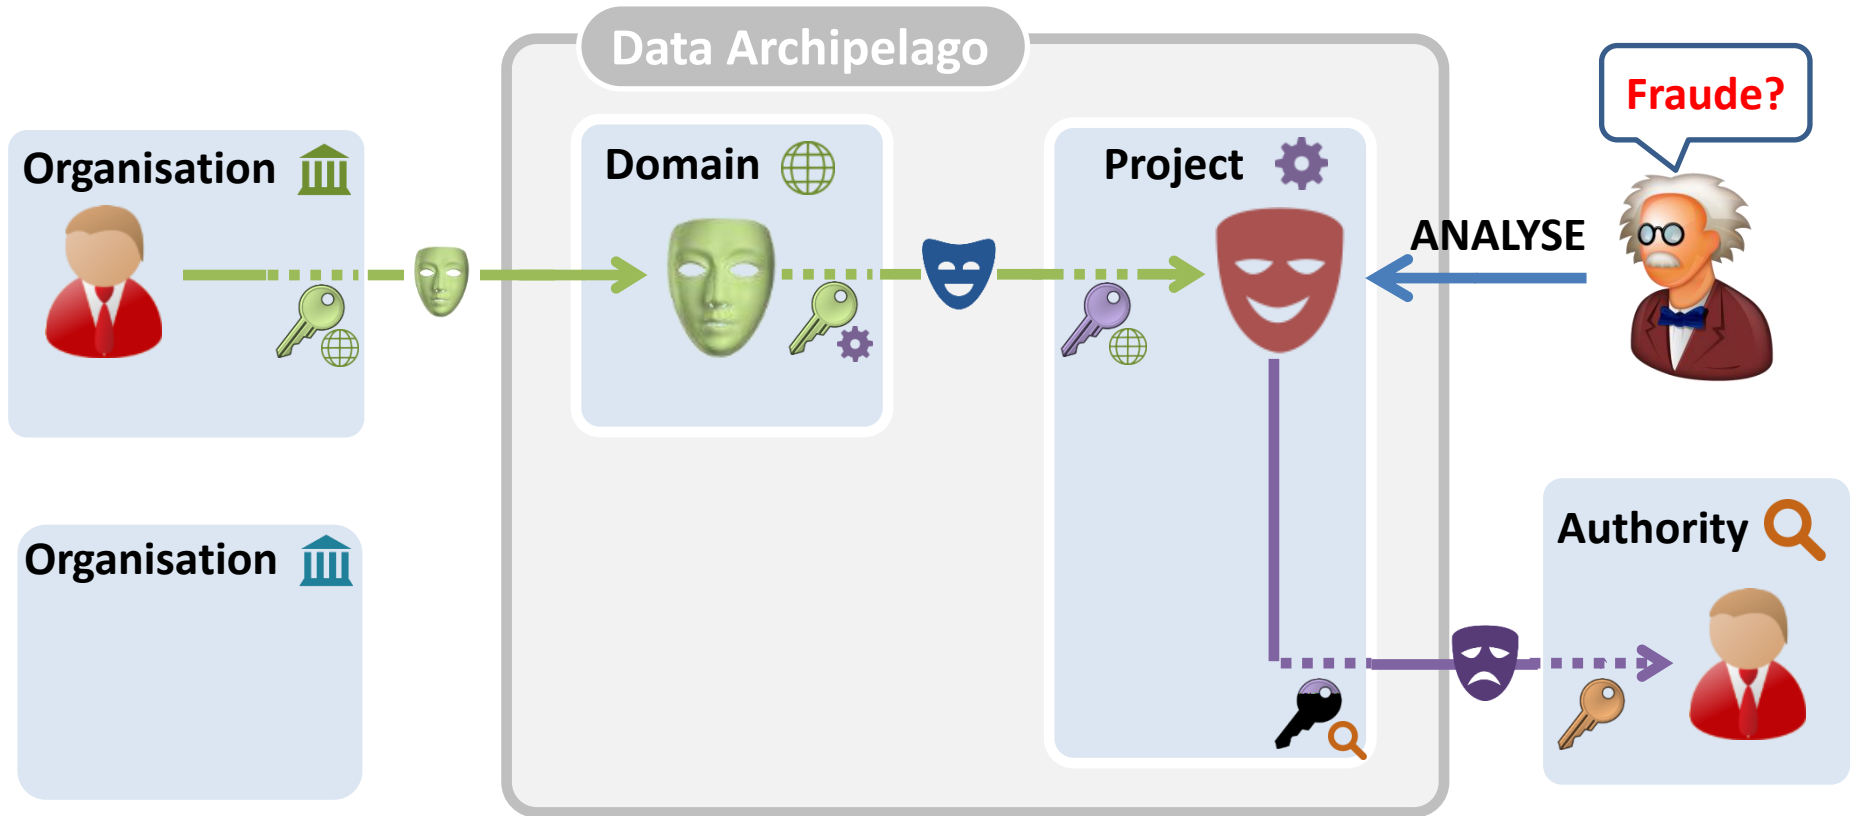 Data Archipelago
Fraude?
Organisation
Domain
Project
ANALYSE
Authority
Organisation